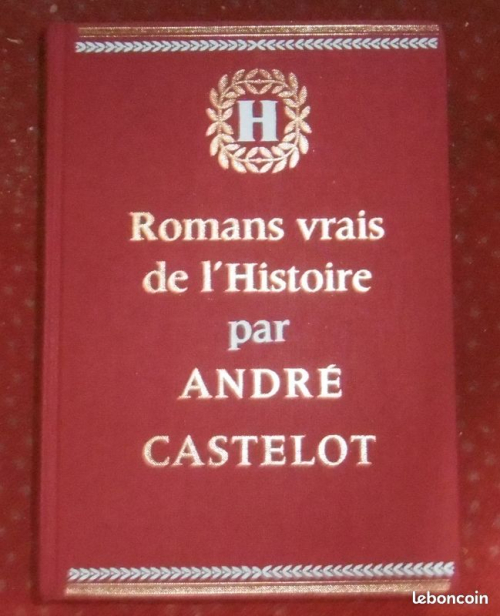 H
Romans vrais
de l'Histoire
par
ANDRÉ
CASTELOT
leboncoin